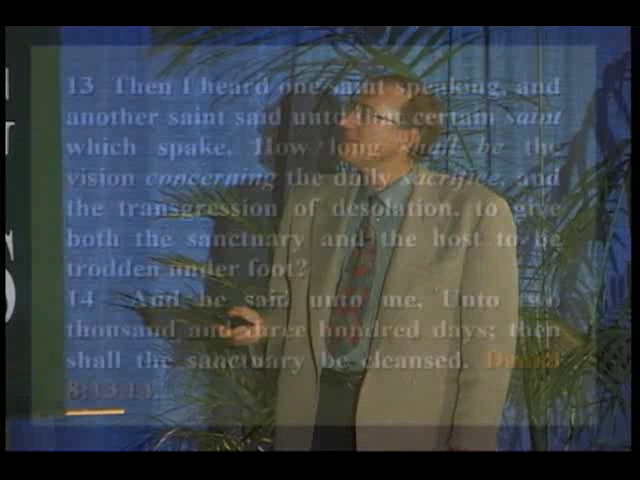 13 Then I heard one saint speaking, and
another saint said unto that certain saint
which spake, How long shall be the
vision concerning the daily sacrifice, and
the transgression of desolation, to give
both the sanctuary and the host to be
trodden under foot?
14 And he said unto me, Unto two
thousand and three hundred days; then
shall the sanctuary be cleansed. Daniel
8:13,14.